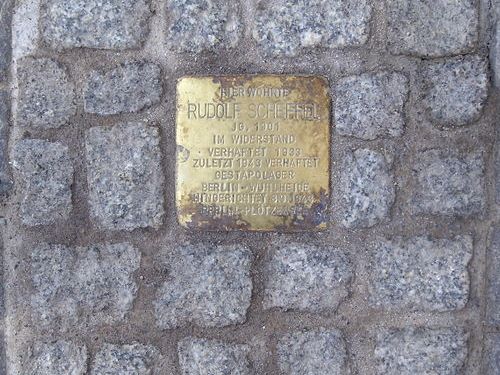 HIER WOHNTE
RUDOLF SCHEFFEL
JG. 1901
IM WIDERSTAND
VERHAFTET 1933
ZULETZT 1943 VERHAFTET
GESTAPOLAGER
BERLIN-WUHLHEIDE
HINGERICHTET
BERLIN-PLÖTZENSEE